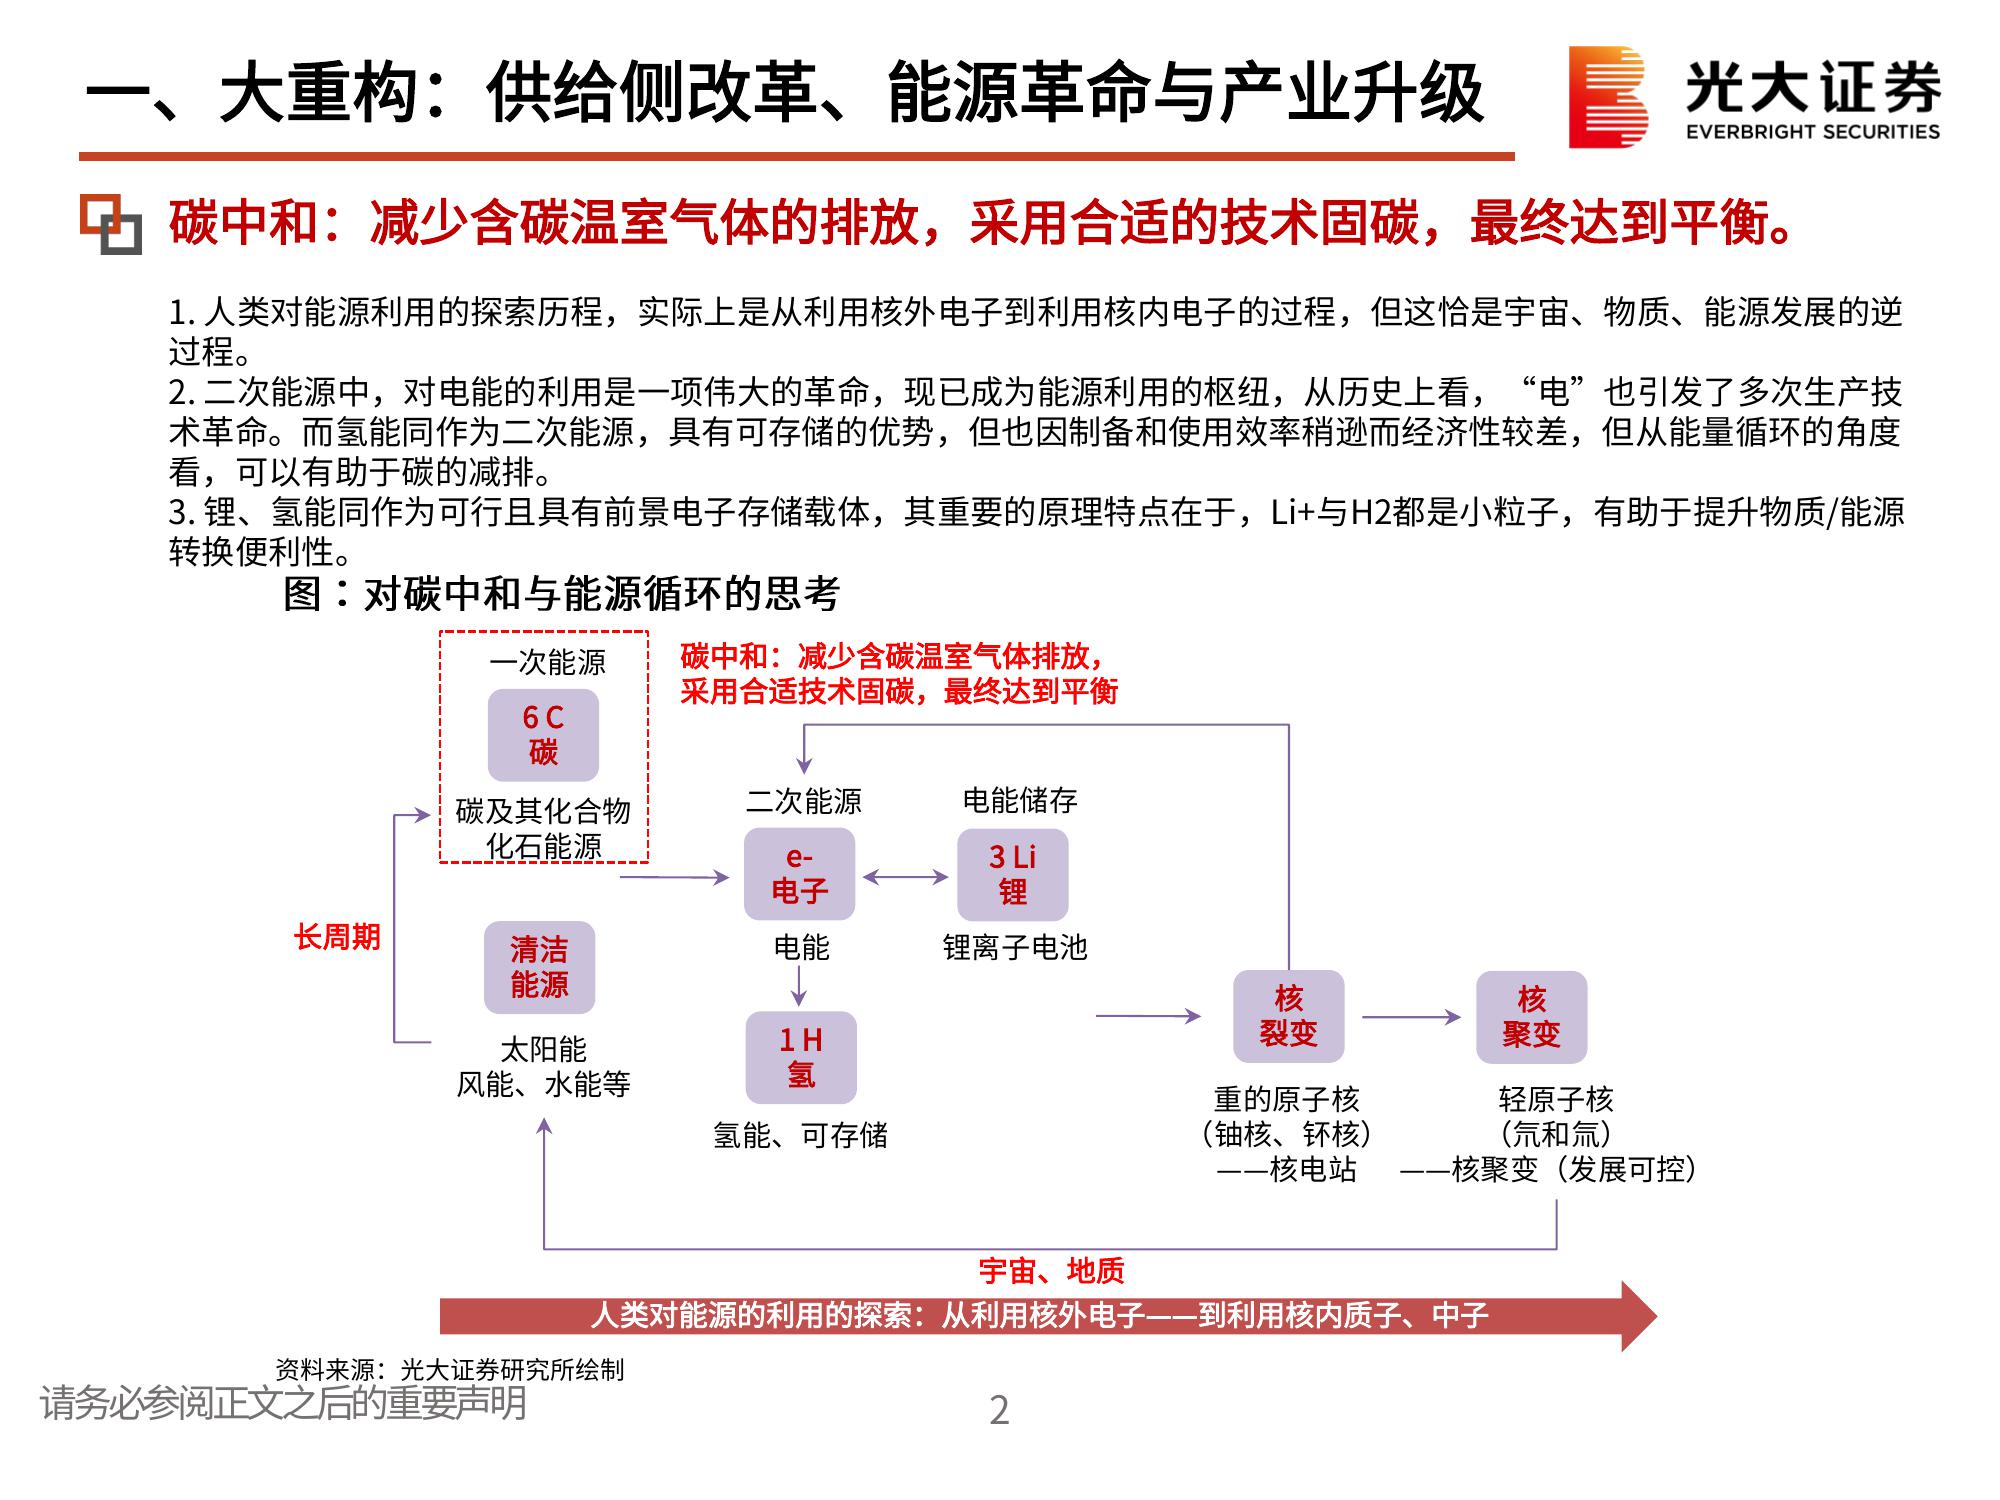 一、大重构：供给侧改革、能源革命与产业升级
光大证券
EVERBRIGHT SECURITIES
碳中和：减少含碳温室气体的排放，采用合适的技术固碳，最终达到平衡。
1. 人类对能源利用的探索历程，实际上是从利用核外电子到利用核内电子的过程，但这恰是宇宙、物质、能源发展的逆
过程。
2. 二次能源中，对电能的利用是一项伟大的革命，现已成为能源利用的枢纽，从历史上看，“电”也引发了多次生产技
术革命。而氢能同作为二次能源，具有可存储的优势，但也因制备和使用效率稍逊而经济性较差，但从能量循环的角度
看，可以有助于碳的减排。
3. 锂、氢能同作为可行且具有前景电子存储载体，其重要的原理特点在于，Li+与H2都是小粒子，有助于提升物质/能源
转换便利性。
图：对碳中和与能源循环的思考
一次能源
6 C
碳
碳及其化合物
化石能源
碳中和：减少含碳温室气体排放，
采用合适技术固碳，最终达到平衡
二次能源
e-
电子
电能
电能储存
3 Li
锂
锂离子电池
长周期
清洁
能源
太阳能
风能、水能等
1 H
氢
氢能、可存储
核
裂变
重的原子核
（铀核、钚核）
——核电站
核
聚变
轻原子核
（氘和氚）
——核聚变（发展可控）
宇宙、地质
人类对能源的利用的探索：从利用核外电子——到利用核内质子、中子
资料来源：光大证券研究所绘制
请务必参阅正文之后的重要声明
2